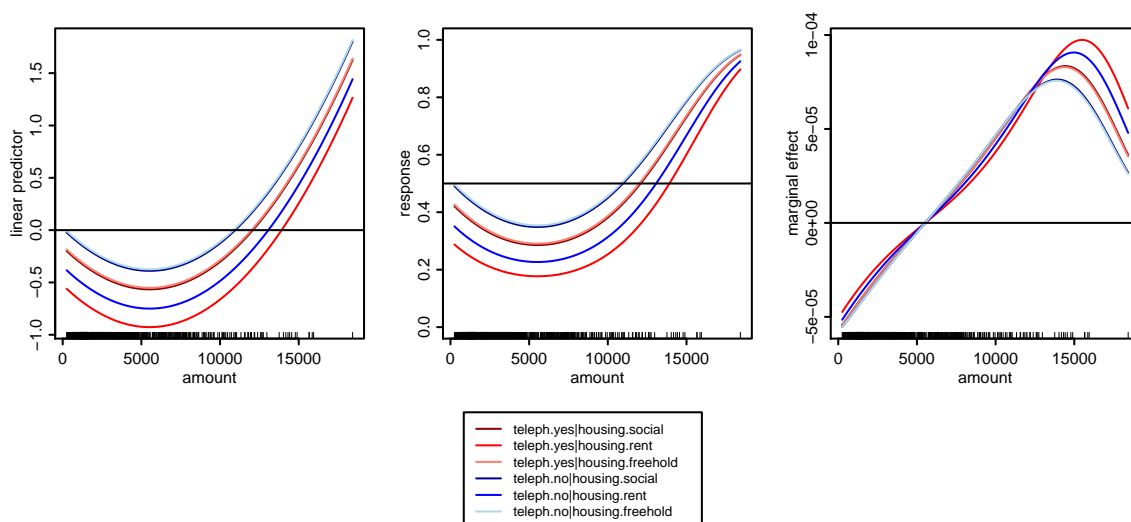 linear predictor
1.5
1.0
0.5
0.0
−0.5
−1.0
0 5000 10000 15000
amount
response
1.0
0.8
0.6
0.4
0.2
0.0
0 5000 10000 15000
amount
marginal effect
1e−04
5e−05
0e+00
−5e−05
0 5000 10000 15000
amount
teleph.yes|housing.social
teleph.yes|housing.rent
teleph.yes|housing.freehold
teleph.no|housing.social
teleph.no|housing.rent
teleph.no|housing.freehold